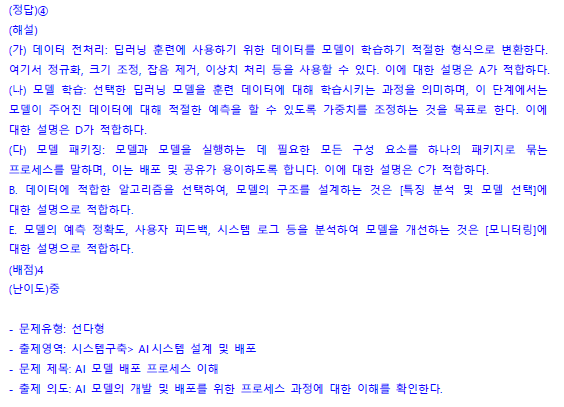 (정답)④
(해설)
(가) 데이터 전처리: 딥러닝 훈련에 사용하기 위한 데이터를 모델이 학습하기 적절한 형식으로 변환한다.
여기서 정규화, 크기 조정, 잡음 제거, 이상치 처리 등을 사용할 수 있다. 이에 대한 설명은 A가 적합하다.
(나) 모델 학습: 선택한 딥러닝 모델을 훈련 데이터에 대해 학습시키는 과정을 의미하며, 이 단계에서는
모델이 주어진 데이터에 대해 적절한 예측을 할 수 있도록 가중치를 조정하는 것을 목표로 한다. 이에
대한 설명은 D가 적합하다.
(다) 모델 패키징: 모델과 모델을 실행하는 데 필요한 모든 구성 요소를 하나의 패키지로 묶는
프로세스를 말하며, 이는 배포 및 공유가 용이하도록 합니다. 이에 대한 설명은 C가 적합하다.
B. 데이터에 적합한 알고리즘을 선택하여, 모델의 구조를 설계하는 것은 [특징 분석 및 모델 선택]에
대한 설명으로 적합하다.
E. 모델의 예측 정확도, 사용자 피드백, 시스템 로그 등을 분석하여 모델을 개선하는 것은 [모니터링]에
대한 설명으로 적합하다.
(배점)4
(난이도)중
- 문제유형: 선다형
- 출제영역: 시스템구축> AI 시스템 설계 및 배포
- 문제 제목: AI 모델 배포 프로세스 이해
- 출제 의도: AI 모델의 개발 및 배포를 위한 프로세스 과정에 대한 이해를 확인한다.